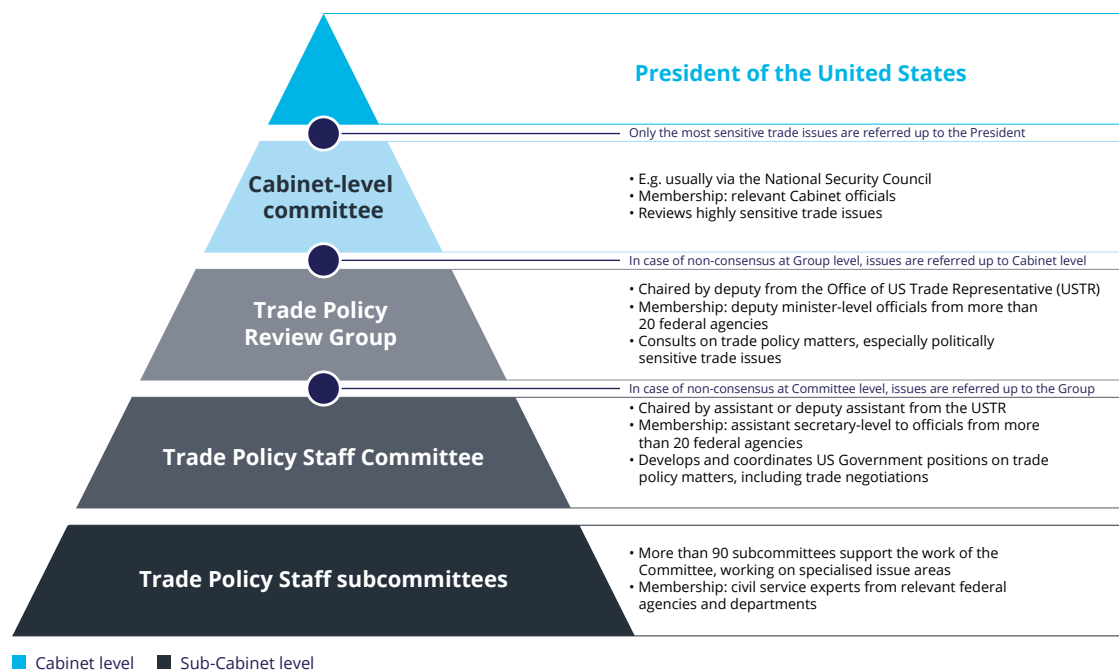 President of the United States
Only the most sensitive trade issues are referred up to the President
Cabinet-level
committee
• E.g. usually via the National Security Council
• Membership: relevant Cabinet officials
• Reviews highly sensitive trade issues
In case of non-consensus at Group level, issues are referred up to Cabinet level
Trade Policy
Review Group
• Chaired by deputy from the Office of US Trade Representative (USTR)
• Membership: deputy minister-level officials from more than
20 federal agencies
• Consults on trade policy matters, especially politically
sensitive trade issues
In case of non-consensus at Committee level, issues are referred up to the Group
Trade Policy Staff Committee
• Chaired by assistant or deputy assistant from the USTR
• Membership: assistant secretary-level to officials from more
than 20 federal agencies
• Develops and coordinates US Government positions on trade
policy matters, including trade negotiations
Trade Policy Staff subcommittees
• More than 90 subcommittees support the work of the
Committee, working on specialised issue areas
• Membership: civil service experts from relevant federal
agencies and departments
Cabinet level
Sub-Cabinet level